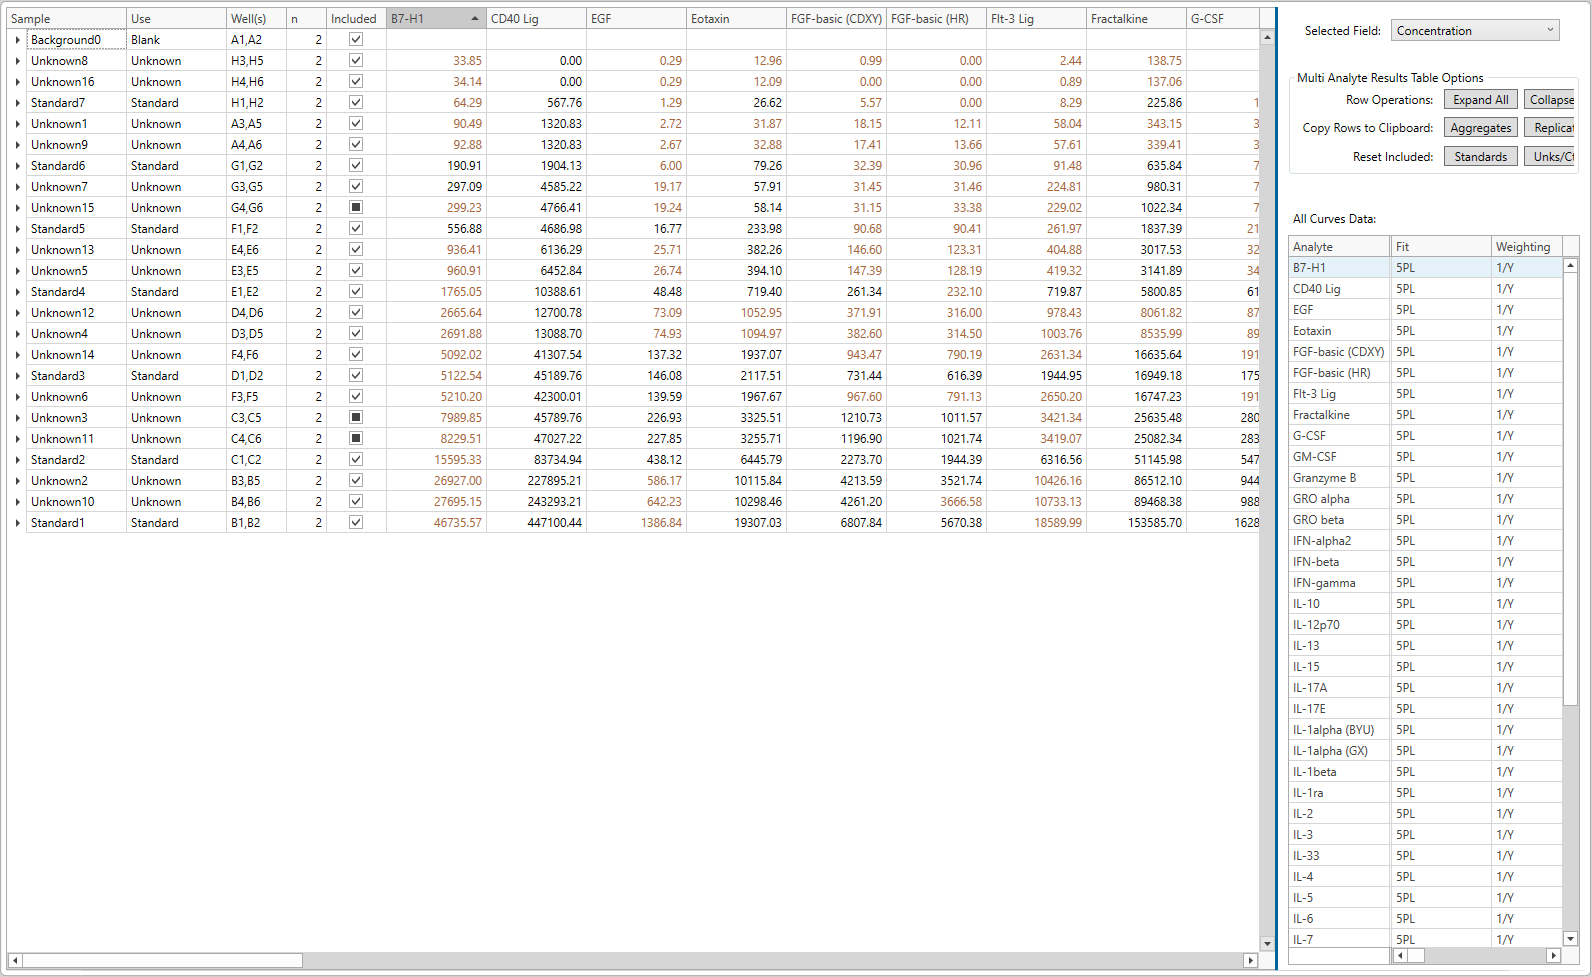 Sample Use Well(s) n Included B7-H1 CD40 Lig EGF Eotaxin FGF-basic (CDXY) FGF-basic (HR) Flt-3 Lig Fractalkine G-CSF
Background0 Blank A1,A2 2
Unknown8 Unknown H3,H5 2 33.85 0.00 0.29 12.96 0.99 0.00 2.44 138.75
Unknown16 Unknown H4,H6 2 34.14 0.00 0.29 12.09 0.00 0.00 0.89 137.06
Standard7 Standard H1,H2 2 64.29 567.76 1.29 26.62 5.57 0.00 8.29 225.86 1
Unknown1 Unknown A3,A5 2 90.49 1320.83 2.72 31.87 18.15 12.11 58.04 343.15 3
Unknown9 Unknown A4,A6 2 92.88 1320.83 2.67 32.88 17.41 13.66 57.61 339.41 3
Standard6 Standard G1,G2 2 190.91 1904.13 6.00 79.26 32.39 30.96 91.48 635.84 7
Unknown7 Unknown G3,G5 2 297.09 4585.22 19.17 57.91 31.45 31.46 224.81 980.31 7
Unknown15 Unknown G4,G6 2 299.23 4766.41 19.24 58.14 31.15 33.38 229.02 1022.34 7
Standard5 Standard F1,F2 2 556.88 4686.98 16.77 233.98 90.68 90.41 261.97 1837.39 21
Unknown13 Unknown E4,E6 2 936.41 6136.29 25.71 382.26 146.60 123.31 404.88 3017.53 32
Unknown5 Unknown E3,E5 2 960.91 6452.84 26.74 394.10 147.39 128.19 419.32 3141.89 34
Standard4 Standard E1,E2 2 1765.05 10388.61 48.48 719.40 261.34 232.10 719.87 5800.85 61
Unknown12 Unknown D4,D6 2 2665.64 12700.78 73.09 1052.95 371.91 316.00 978.43 8061.82 87
Unknown4 Unknown D3,D5 2 2691.88 13088.70 74.93 1094.97 382.60 314.50 1003.76 8535.99 89
Unknown14 Unknown F4,F6 2 5092.02 41307.54 137.32 1937.07 943.47 790.19 2631.34 16635.64 191
Standard3 Standard D1,D2 2 5122.54 45189.76 146.08 2117.51 731.44 616.39 1944.95 16949.18 175
Unknown6 Unknown F3,F5 2 5210.20 42300.01 139.59 1967.67 967.60 791.13 2650.20 16747.23 191
Unknown3 Unknown C3,C5 2 7989.85 45789.76 226.93 3325.51 1210.73 1011.57 3421.34 25635.48 280
Unknown11 Unknown C4,C6 2 8229.51 47027.22 227.85 3255.71 1196.90 1021.74 3419.07 25082.34 283
Standard2 Standard C1,C2 2 15595.33 83734.94 438.12 6445.79 2273.70 1944.39 6316.56 51145.98 547
Unknown2 Unknown B3,B5 2 26927.00 227895.21 586.17 10115.84 4213.59 3521.74 10426.16 86512.10 944
Unknown10 Unknown B4,B6 2 27695.15 243293.21 642.23 10298.46 4261.20 3666.58 10733.13 89468.38 988
Standard1 Standard B1,B2 2 46735.57 447100.44 1386.84 19307.03 6807.84 5670.38 18589.99 153585.70 1628
Selected Field: Concentration
Multi Analyte Results Table Options
Row Operations: Expand All Collapse
Copy Rows to Clipboard: Aggregates Replicat
Reset Included: Standards Unks/Ct
All Curves Data:
Analyte Fit Weighting
B7-H1 5PL 1/Y
CD40 Lig 5PL 1/Y
EGF 5PL 1/Y
Eotaxin 5PL 1/Y
FGF-basic (CDXY) 5PL 1/Y
FGF-basic (HR) 5PL 1/Y
Flt-3 Lig 5PL 1/Y
Fractalkine 5PL 1/Y
G-CSF 5PL 1/Y
GM-CSF 5PL 1/Y
Granzyme B 5PL 1/Y
GRO alpha 5PL 1/Y
GRO beta 5PL 1/Y
IFN-alpha2 5PL 1/Y
IFN-beta 5PL 1/Y
IFN-gamma 5PL 1/Y
IL-10 5PL 1/Y
IL-12p70 5PL 1/Y
IL-13 5PL 1/Y
IL-15 5PL 1/Y
IL-17A 5PL 1/Y
IL-17E 5PL 1/Y
IL-1alpha (BYU) 5PL 1/Y
IL-1alpha (GX) 5PL 1/Y
IL-1beta 5PL 1/Y
IL-1ra 5PL 1/Y
IL-2 5PL 1/Y
IL-3 5PL 1/Y
IL-33 5PL 1/Y
IL-4 5PL 1/Y
IL-5 5PL 1/Y
IL-6 5PL 1/Y
IL-7 5PL 1/Y